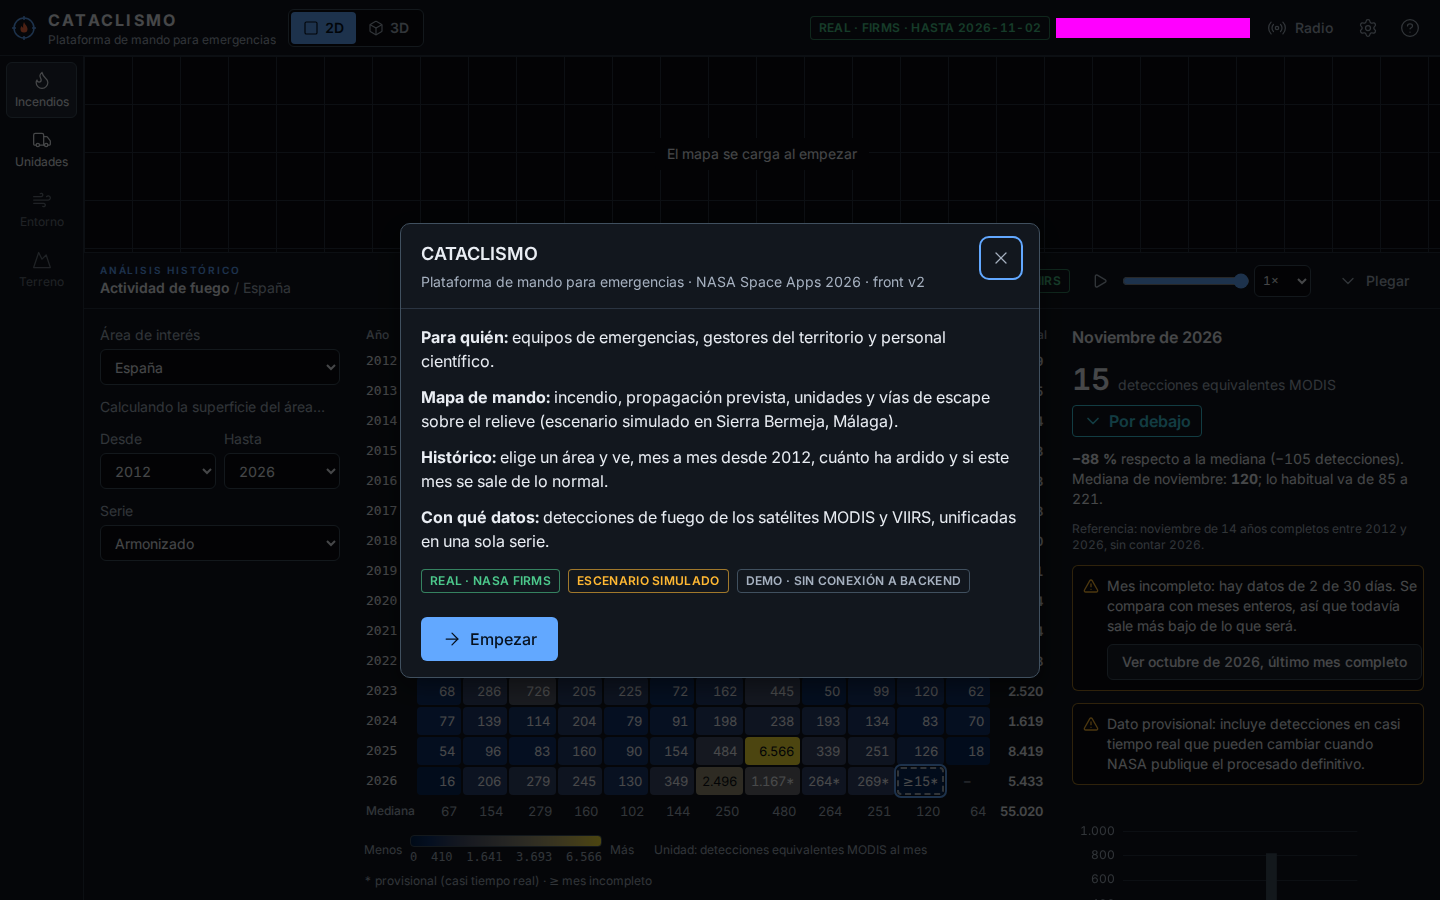 CATACLISMO
Plataforma de mando para emergencias
2D
3D
REAL · FIRMS · HASTA 2026-11-02
Radio
Incendios
Unidades
Entorno
Terreno
El mapa se carga al empezar
ANÁLISIS HISTÓRICO
Actividad de fuego / España
1×
Plegar
CATACLISMO
Plataforma de mando para emergencias · NASA Space Apps 2026 · front v2
Para quién: equipos de emergencias, gestores del territorio y personal
científico.
Mapa de mando: incendio, propagación prevista, unidades y vías de escape
sobre el relieve (escenario simulado en Sierra Bermeja, Málaga).
Histórico: elige un área y ve, mes a mes desde 2012, cuánto ha ardido y si este
mes se sale de lo normal.
Con qué datos: detecciones de fuego de los satélites MODIS y VIIRS, unificadas
en una sola serie.
REAL · NASA FIRMS
ESCENARIO SIMULADO
DEMO · SIN CONEXIÓN A BACKEND
Empezar
Área de interés
España
Calculando la superficie del área...
Desde
Hasta
2012
2026
Serie
Armonizado
Año
2012
2013
2014
2015
2016
2017
2018
2019
2020
2021
2022
2023 68 286 726 205 225 72 162 445 50 99 120 62 2.520
2024 77 139 114 204 79 91 198 238 193 134 83 70 1.619
2025 54 96 83 160 90 154 484 6.566 339 251 126 18 8.419
2026 16 206 279 245 130 349 2.496 1.167* 264* 269* ≥15* – 5.433
Mediana 67 154 279 160 102 144 250 480 264 251 120 64 55.020
Menos
0 410 1.641 3.693 6.566
Más
Unidad: detecciones equivalentes MODIS al mes
* provisional (casi tiempo real) · ≥ mes incompleto
Noviembre de 2026
15 detecciones equivalentes MODIS
Por debajo
−88 % respecto a la mediana (−105 detecciones).
Mediana de noviembre: 120; lo habitual va de 85 a
221.
Referencia: noviembre de 14 años completos entre 2012 y
2026, sin contar 2026.
Mes incompleto: hay datos de 2 de 30 días. Se
compara con meses enteros, así que todavía
sale más bajo de lo que será.
Ver octubre de 2026, último mes completo
Dato provisional: incluye detecciones en casi
tiempo real que pueden cambiar cuando
NASA publique el procesado definitivo.
1.000
800
600